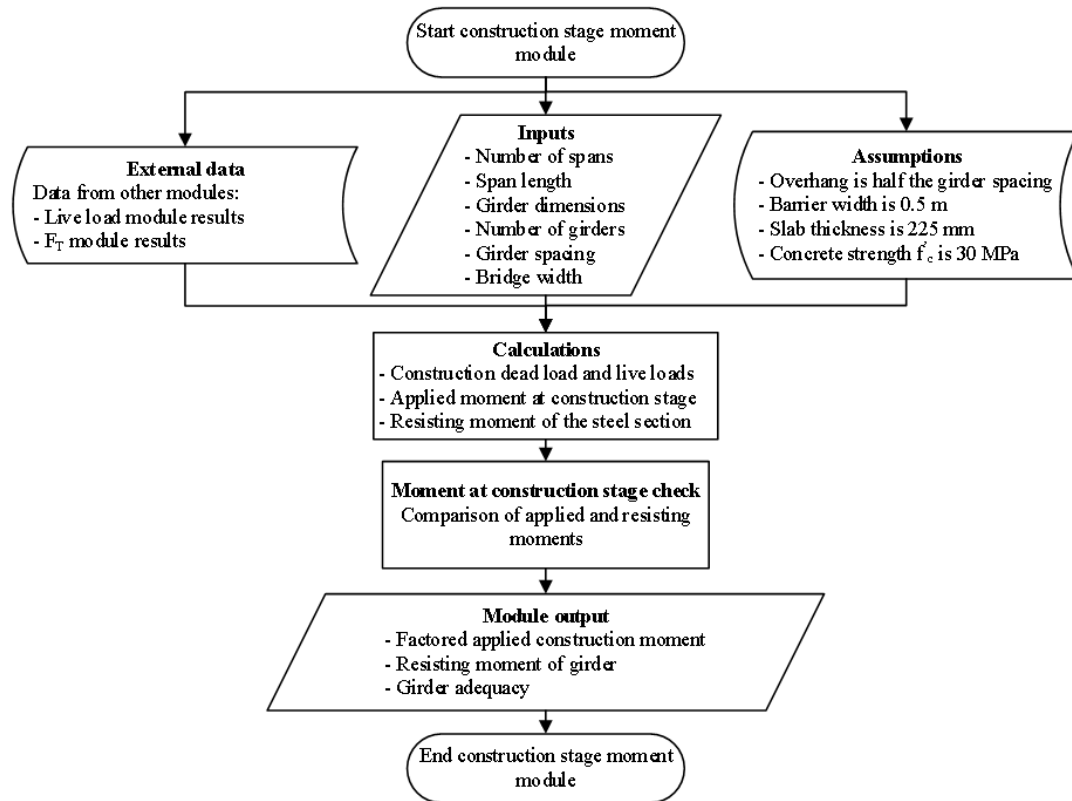 Start construction stage moment
module
External data
Data from other modules:
- Live load module results
- F_T module results
Inputs
- Number of spans
- Span length
- Girder dimensions
- Number of girders
- Girder spacing
- Bridge width
Assumptions
- Overhang is half the girder spacing
- Barrier width is 0.5 m
- Slab thickness is 225 mm
- Concrete strength f'c is 30 MPa
Calculations
- Construction dead load and live loads
- Applied moment at construction stage
- Resisting moment of the steel section
Moment at construction stage check
Comparison of applied and resisting
moments
Module output
- Factored applied construction moment
- Resisting moment of girder
- Girder adequacy
End construction stage moment
module